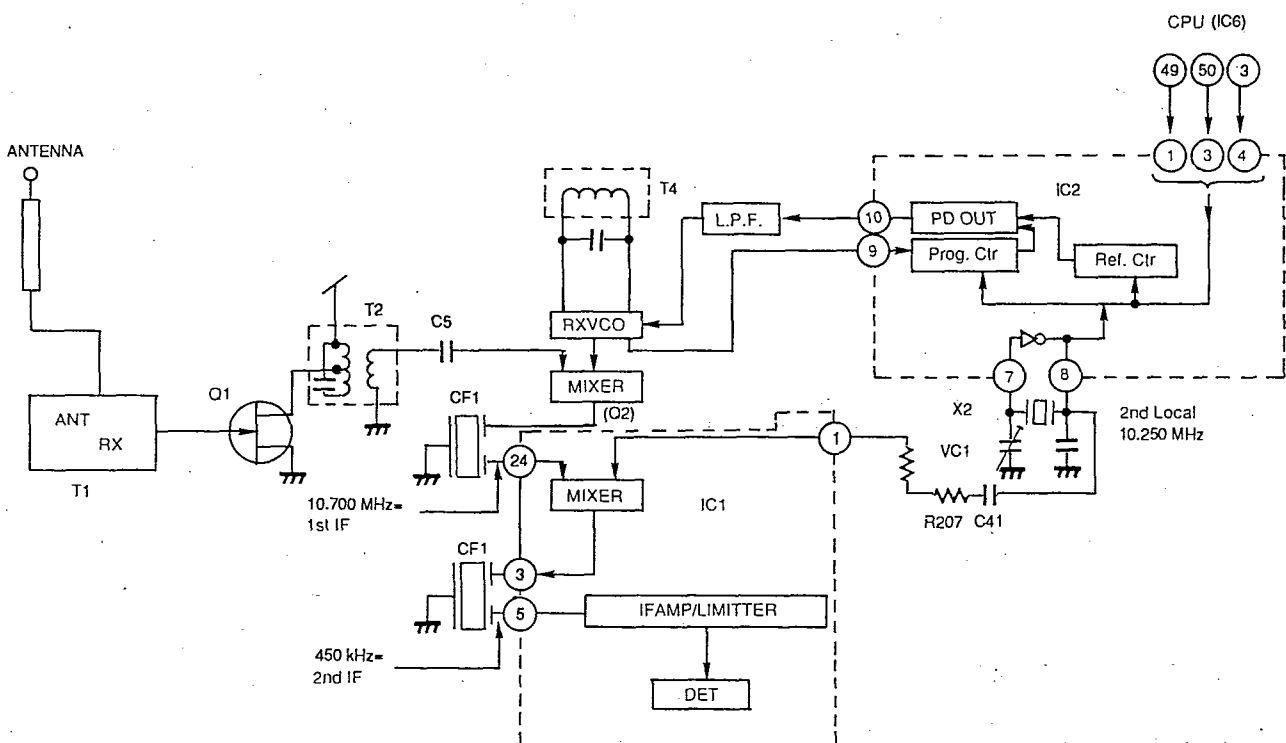 CPU (IC6)
49
50
3
1
3
4
ANTENNA
T4
IC2
L.P.F.
10
PD OUT
9
Prog. Ctr
Ref. Ctr
T2
C5
RXVCO
MIXER
(Q2)
7
8
X2
2nd Local
10.250 MHz
Q1
CF1
ANT
RX
T1
24
1
VC1
MIXER
IC1
R207
C41
10.700 MHz=
1st IF
CF1
3
5
IFAMP/LIMITTER
450 kHz=
2nd IF
DET